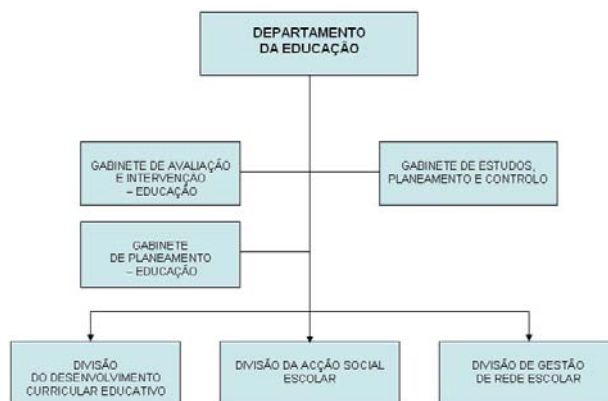 DEPARTAMENTO
DA EDUCAÇÃO
GABINETE DE AVALIAÇÃO
E INTERVENÇÃO
– EDUCAÇÃO
GABINETE DE ESTUDOS,
PLANEAMENTO E CONTROLO
GABINETE
DE PLANEAMENTO
– EDUCAÇÃO
DIVISÃO
DO DESENVOLVIMENTO
CURRICULAR EDUCATIVO
DIVISÃO DA ACÇÃO SOCIAL
ESCOLAR
DIVISÃO DE GESTÃO
DE REDE ESCOLAR